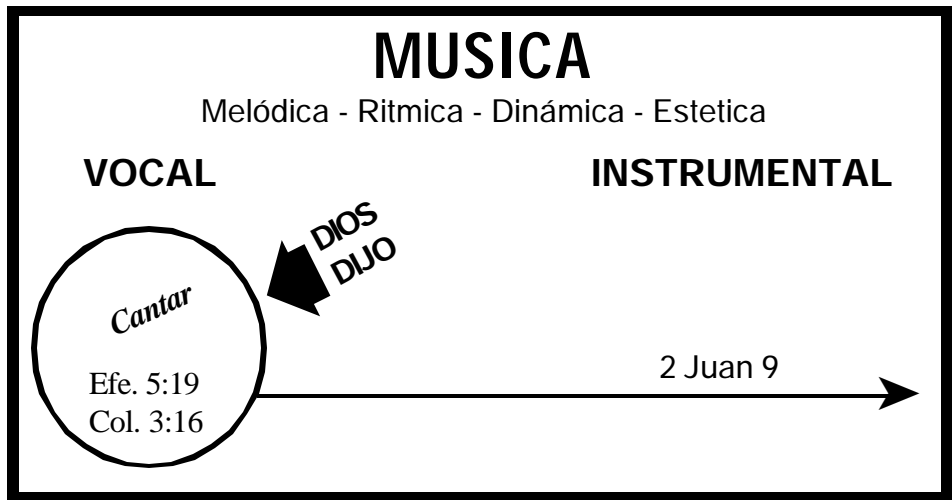 MUSICA
Melódica - Ritmica - Dinámica - Estetica
VOCAL
INSTRUMENTAL
DIOS
DIJO
Cantar
Efe. 5:19
Col. 3:16
2 Juan 9